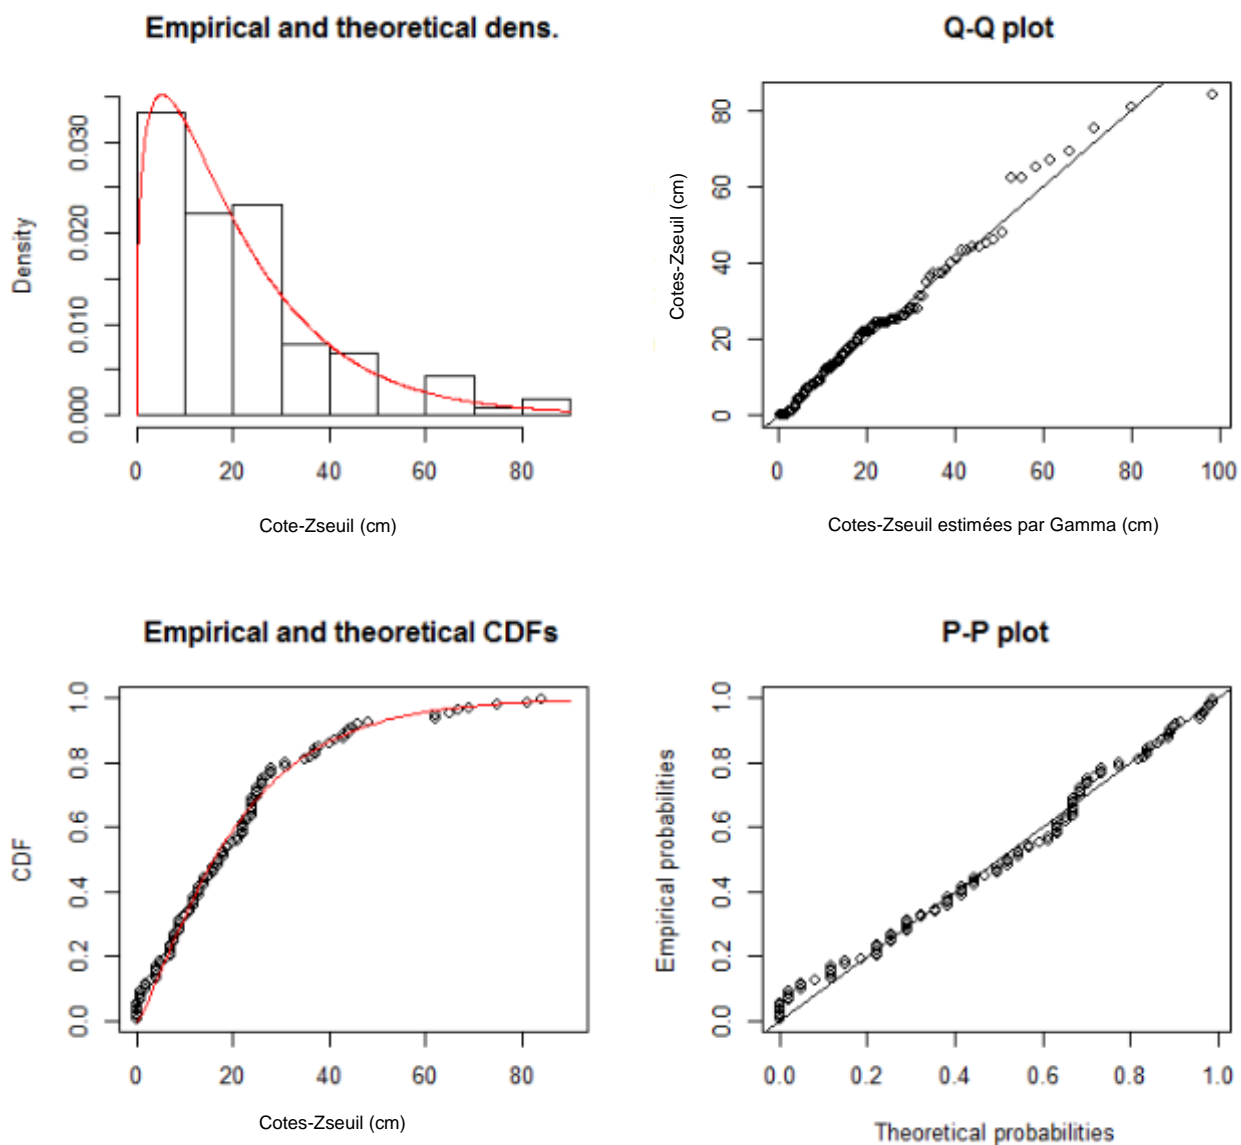 Empirical and theoretical dens.
Density
0.000
0.010
0.020
0.030
0 20 40 60 80
Cote-Zseuil (cm)
Q-Q plot
Cotes-Zseuil (cm)
0
20
40
60
80
0 20 40 60 80 100
Cotes-Zseuil estimées par Gamma (cm)
Empirical and theoretical CDFs
CDF
0.0
0.2
0.4
0.6
0.8
1.0
0 20 40 60 80
Cotes-Zseuil (cm)
P-P plot
Empirical probabilities
0.0
0.2
0.4
0.6
0.8
1.0
0.0 0.2 0.4 0.6 0.8 1.0
Theoretical probabilities